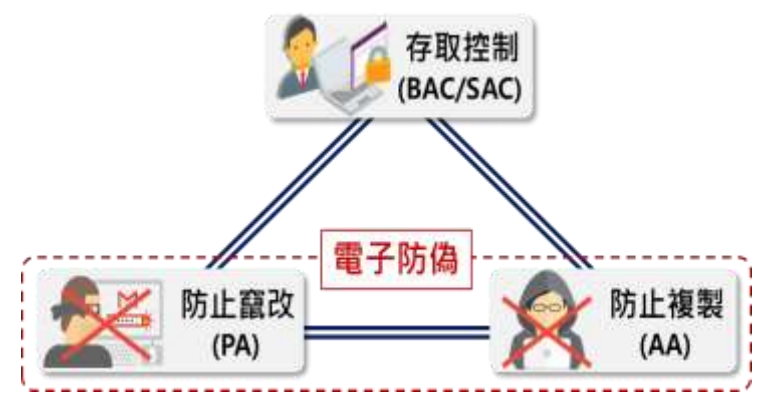 存取控制
(BAC/SAC)
電子防偽
防止竄改
(PA)
防止複製
(AA)